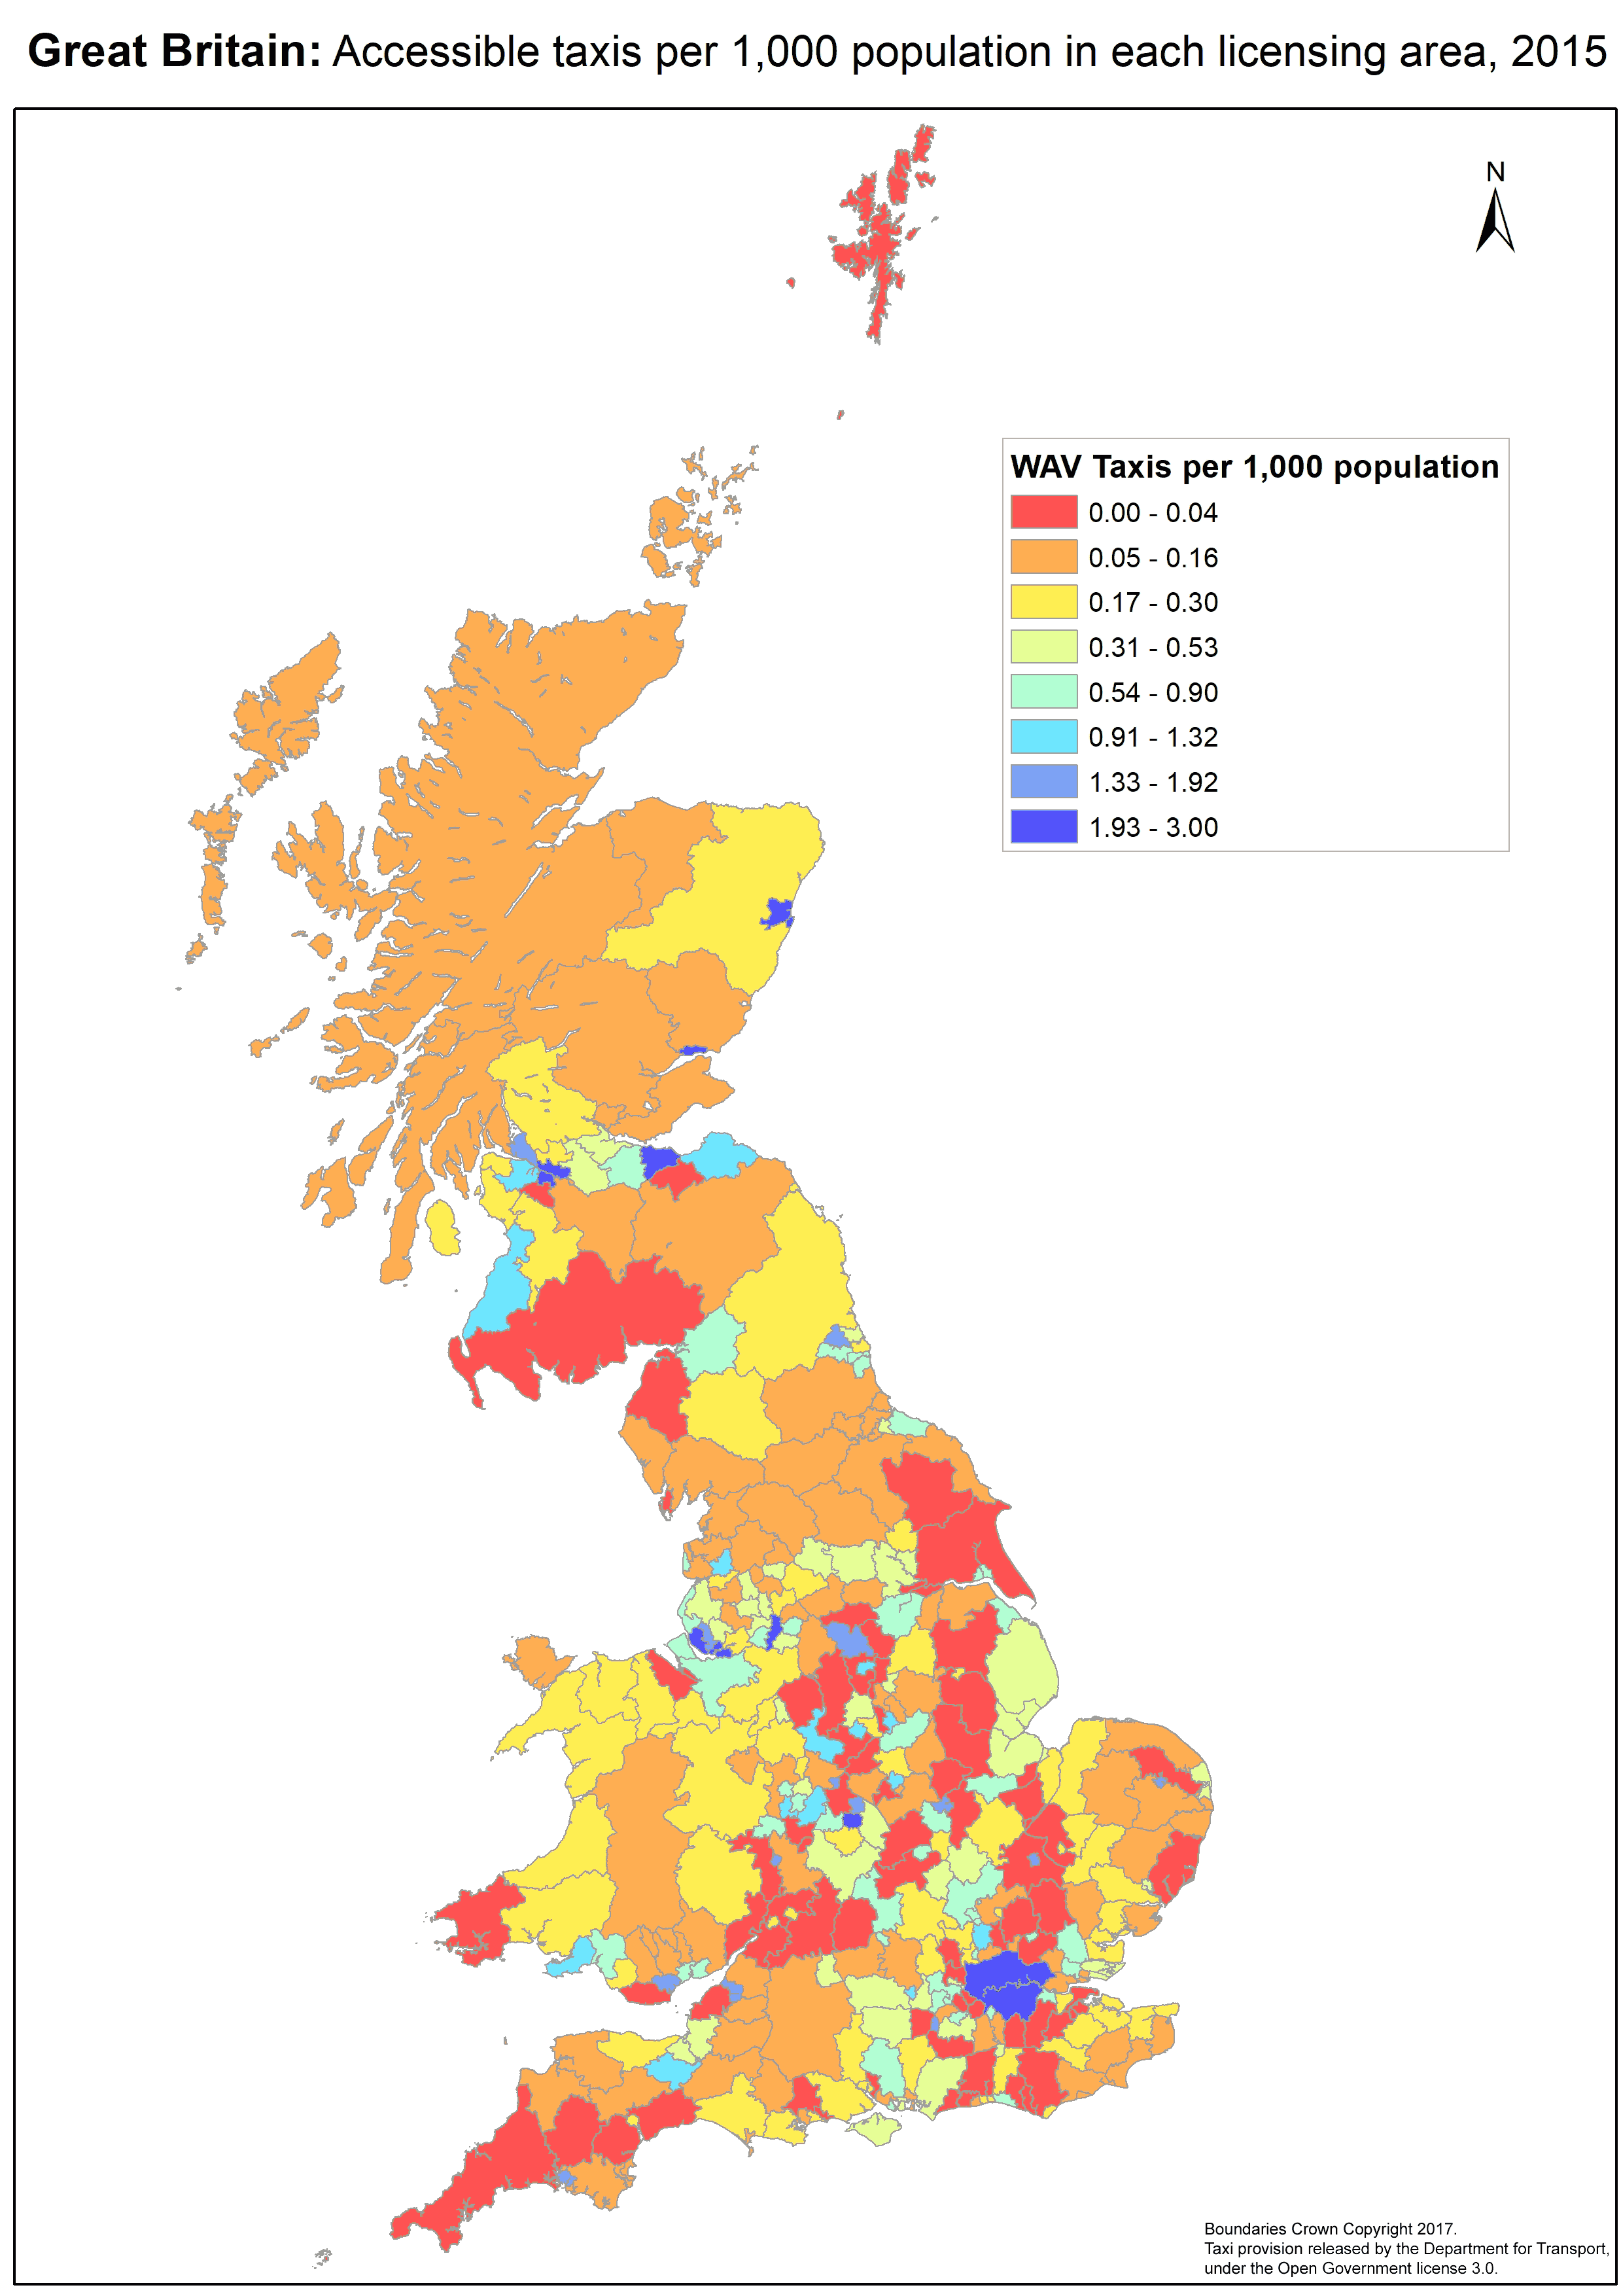 Great Britain: Accessible taxis per 1,000 population in each licensing area, 2015
N
WAV Taxis per 1,000 population
0.00 - 0.04
0.05 - 0.16
0.17 - 0.30
0.31 - 0.53
0.54 - 0.90
0.91 - 1.32
1.33 - 1.92
1.93 - 3.00
Boundaries Crown Copyright 2017.
Taxi provision released by the Department for Transport,
under the Open Government license 3.0.